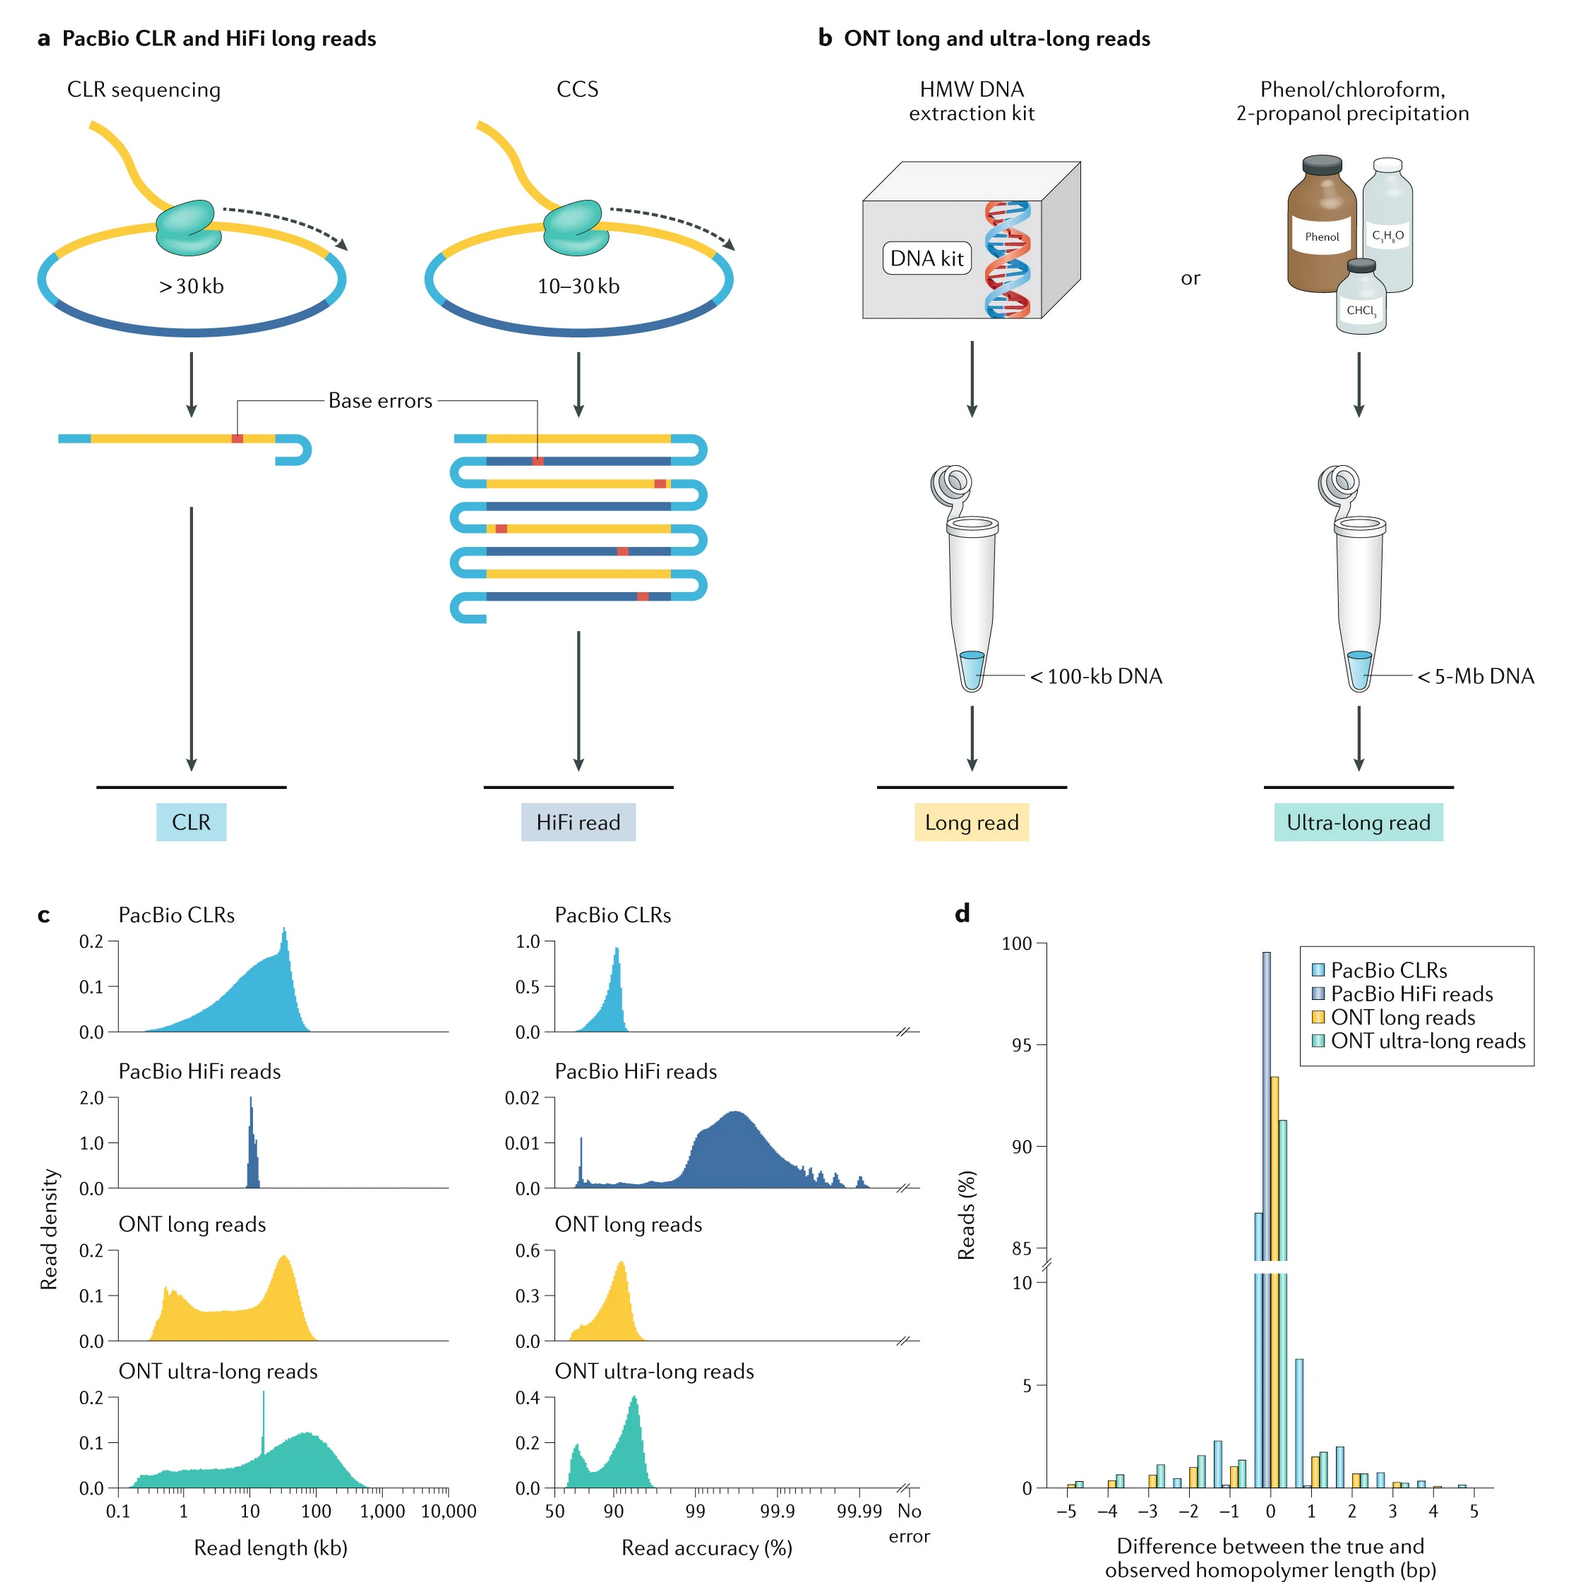 a PacBio CLR and HiFi long reads
CLR sequencing
CCS
> 30 kb
10–30 kb
Base errors
CLR
HiFi read
b ONT long and ultra-long reads
HMW DNA
extraction kit
Phenol/chloroform,
2-propanol precipitation
DNA kit
or
Phenol
C3H8O
CHCl3
< 100-kb DNA
< 5-Mb DNA
Long read
Ultra-long read
c
Read density
PacBio CLRs
0.2
0.1
0.0
PacBio HiFi reads
2.0
1.0
0.0
ONT long reads
0.2
0.1
0.0
ONT ultra-long reads
0.2
0.1
0.0
0.1 1 10 100 1,000 10,000
Read length (kb)
PacBio CLRs
1.0
0.5
0.0
PacBio HiFi reads
0.02
0.01
0.0
ONT long reads
0.6
0.3
0.0
ONT ultra-long reads
0.4
0.2
0.0
50 90 99 99.9 99.99 No
error
Read accuracy (%)
d
Reads (%)
100
95
90
85
10
5
0
PacBio CLRs
PacBio HiFi reads
ONT long reads
ONT ultra-long reads
–5 –4 –3 –2 –1 0 1 2 3 4 5
Difference between the true and
observed homopolymer length (bp)